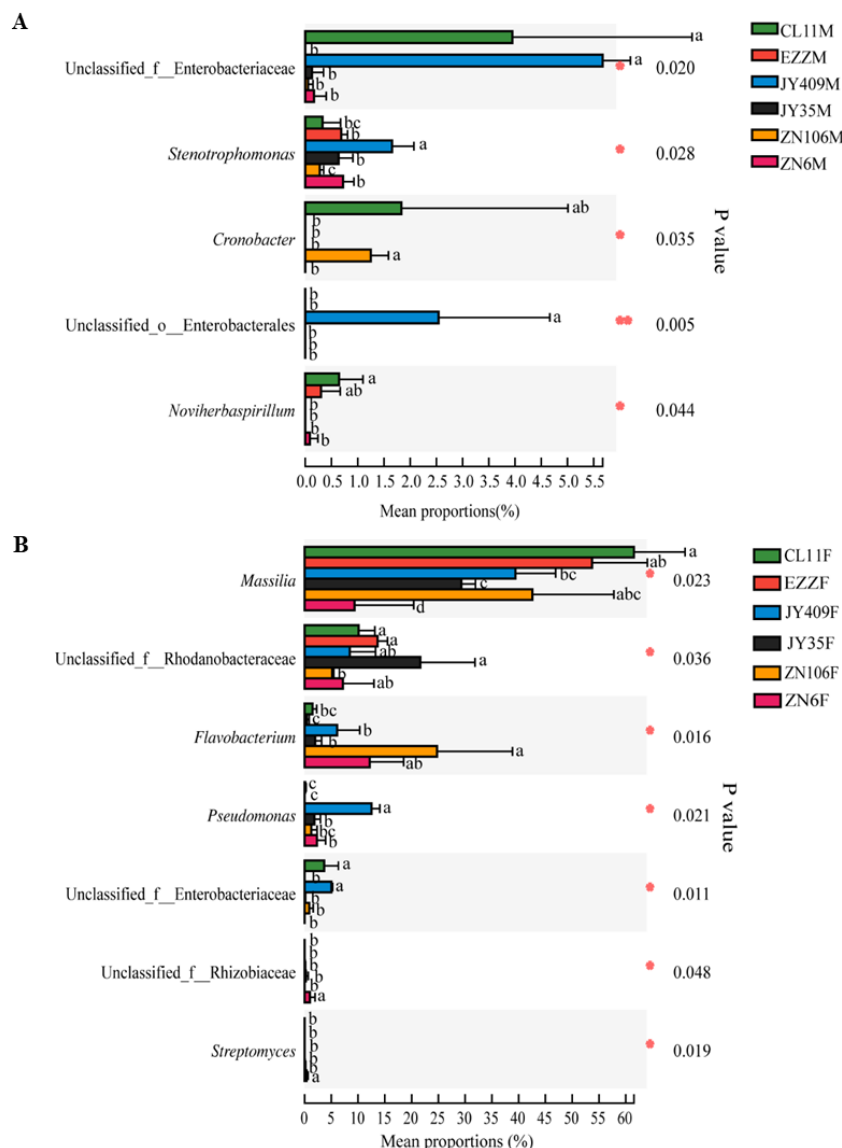 A
CL11M
EZZM
JY409M
JY35M
ZN106M
ZN6M
Unclassified_f__Enterobacteriaceae
a
b
a
b
b
b
0.020
Stenotrophomonas
bc
b
a
b
c
b
0.028
Cronobacter
ab
b
b
b
a
b
0.035
Unclassified_o__Enterobacterales
b
b
a
b
b
b
0.005
Noviherbaspirillum
a
ab
b
b
b
b
0.044
P value
0.0 0.5 1.0 1.5 2.0 2.5 3.0 3.5 4.0 4.5 5.0 5.5
Mean proportions(%)
B
CL11F
EZZF
JY409F
JY35F
ZN106F
ZN6F
Massilia
a
ab
bc
c
abc
d
0.023
Unclassified_f__Rhodanobacteraceae
a
a
ab
a
b
ab
0.036
Flavobacterium
bc
c
b
b
a
ab
0.016
Pseudomonas
c
c
a
b
bc
b
0.021
Unclassified_f__Enterobacteriaceae
a
b
a
b
b
b
0.011
Unclassified_f__Rhizobiaceae
b
b
b
b
b
a
0.048
Streptomyces
b
b
b
b
b
a
0.019
P value
0 5 10 15 20 25 30 35 40 45 50 55 60
Mean proportions (%)